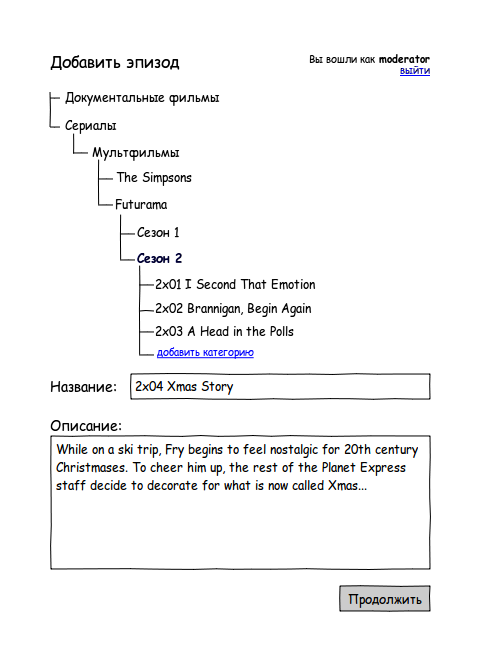 Добавить эпизод
Вы вошли как moderator
выйти
Документальные фильмы
Сериалы
Мультфильмы
The Simpsons
Futurama
Сезон 1
Сезон 2
2x01 I Second That Emotion
2x02 Brannigan, Begin Again
2x03 A Head in the Polls
добавить категорию
Название: 2x04 Xmas Story
Описание:
While on a ski trip, Fry begins to feel nostalgic for 20th century
Christmases. To cheer him up, the rest of the Planet Express
staff decide to decorate for what is now called Xmas...
Продолжить